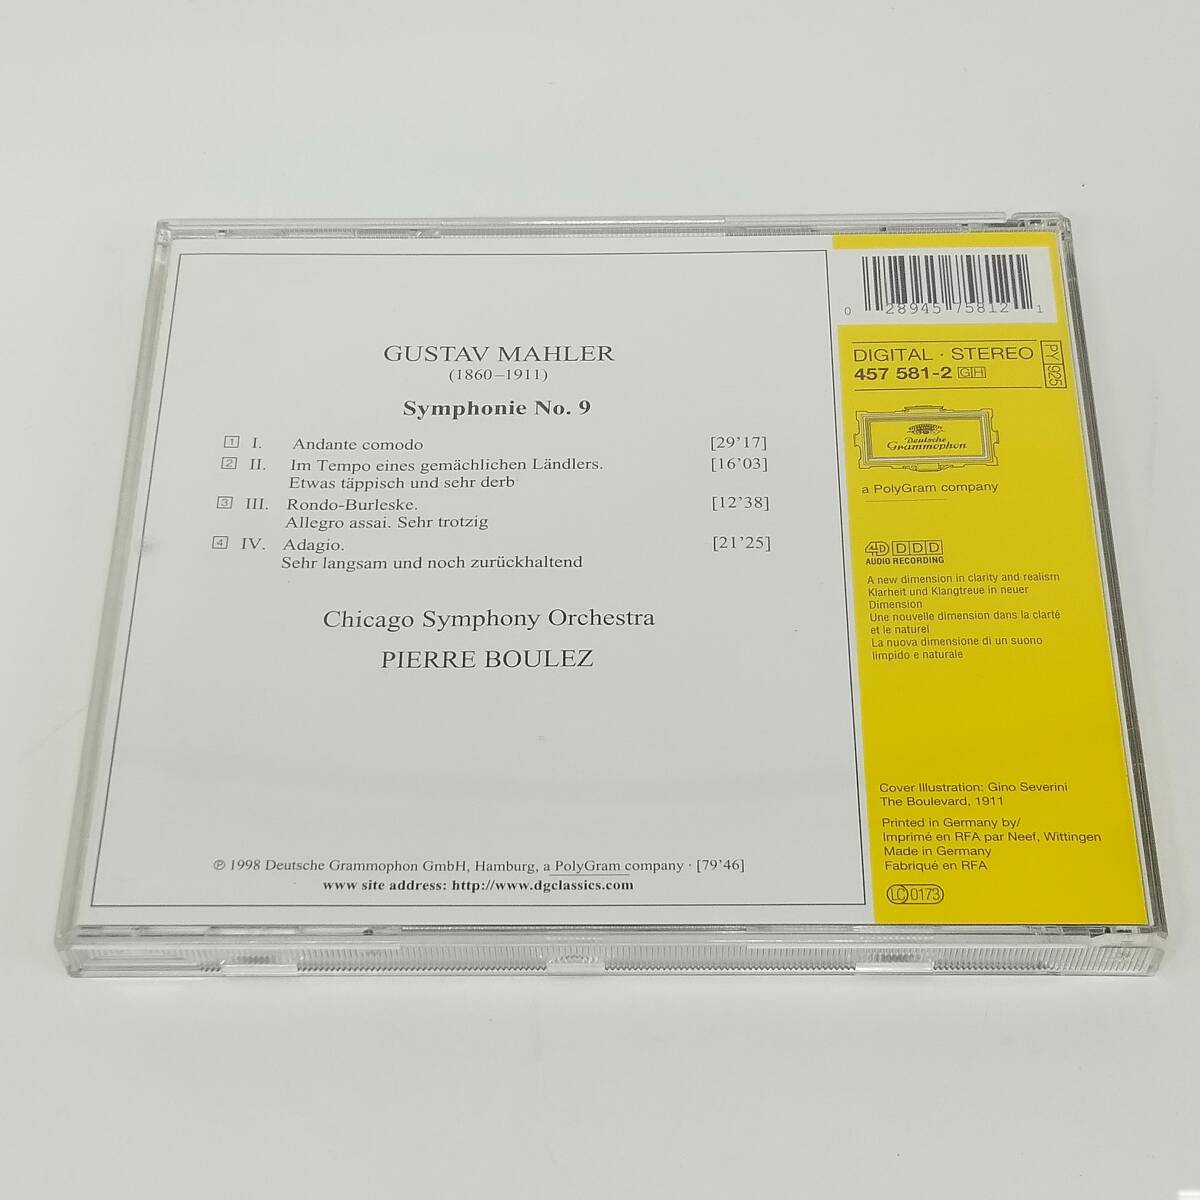 GUSTAV MAHLER
(1860–1911)
Symphonie No. 9
1 I. Andante comodo [29’17]
2 II. Im Tempo eines gemächlichen Ländlers. [16’03]
Etwas täppisch und sehr derb
3 III. Rondo-Burleske. [12’38]
Allegro assai. Sehr trotzig
4 IV. Adagio. [21’25]
Sehr langsam und noch zurückhaltend
Chicago Symphony Orchestra
PIERRE BOULEZ
℗ 1998 Deutsche Grammophon GmbH, Hamburg, a PolyGram company · [79’46]
www site address: http://www.dgclassics.com
0 28945 75812 1
DIGITAL · STEREO
457 581-2 GH
PY 925
Deutsche
Grammophon
a PolyGram company
4D DDD
AUDIO RECORDING
A new dimension in clarity and realism
Klarheit und Klangtreue in neuer
Dimension
Une nouvelle dimension dans la clarté
et le naturel
La nuova dimensione di un suono
limpido e naturale
Cover Illustration: Gino Severini
The Boulevard, 1911
Printed in Germany by/
Imprimé en RFA par Neef, Wittingen
Made in Germany
Fabriqué en RFA
LC 0173